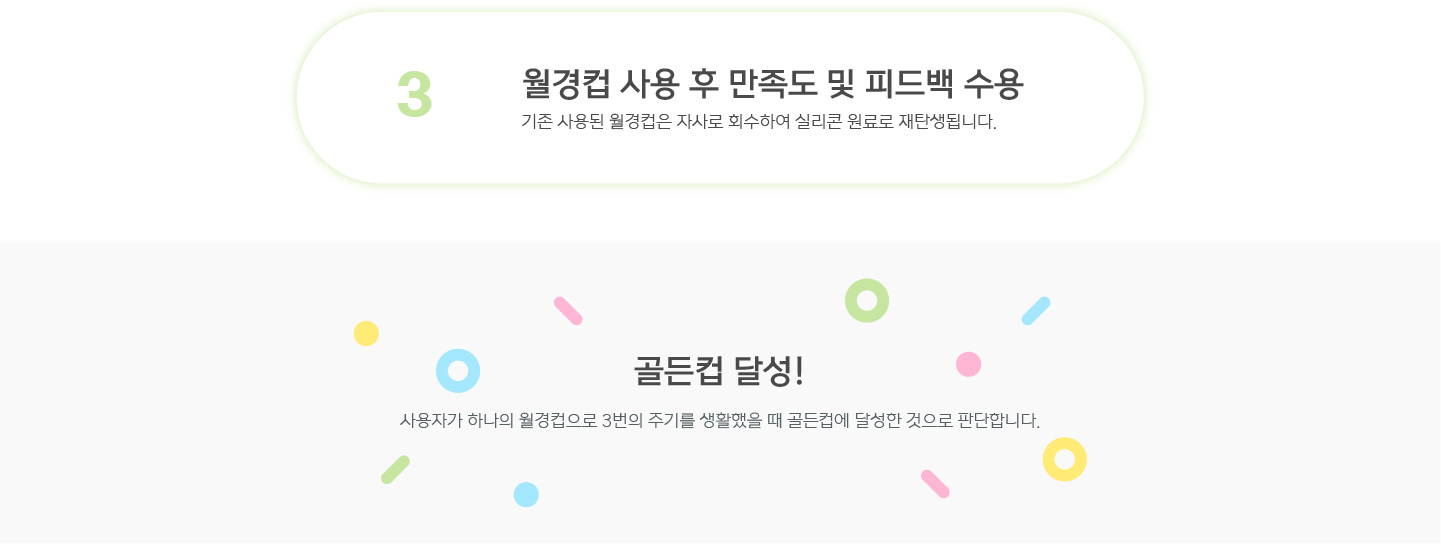 3
월경컵 사용 후 만족도 및 피드백 수용
기존 사용된 월경컵은 자사로 회수하여 실리콘 원료로 재탄생됩니다.
골든컵 달성!
사용자가 하나의 월경컵으로 3번의 주기를 생활했을 때 골든컵에 달성한 것으로 판단합니다.